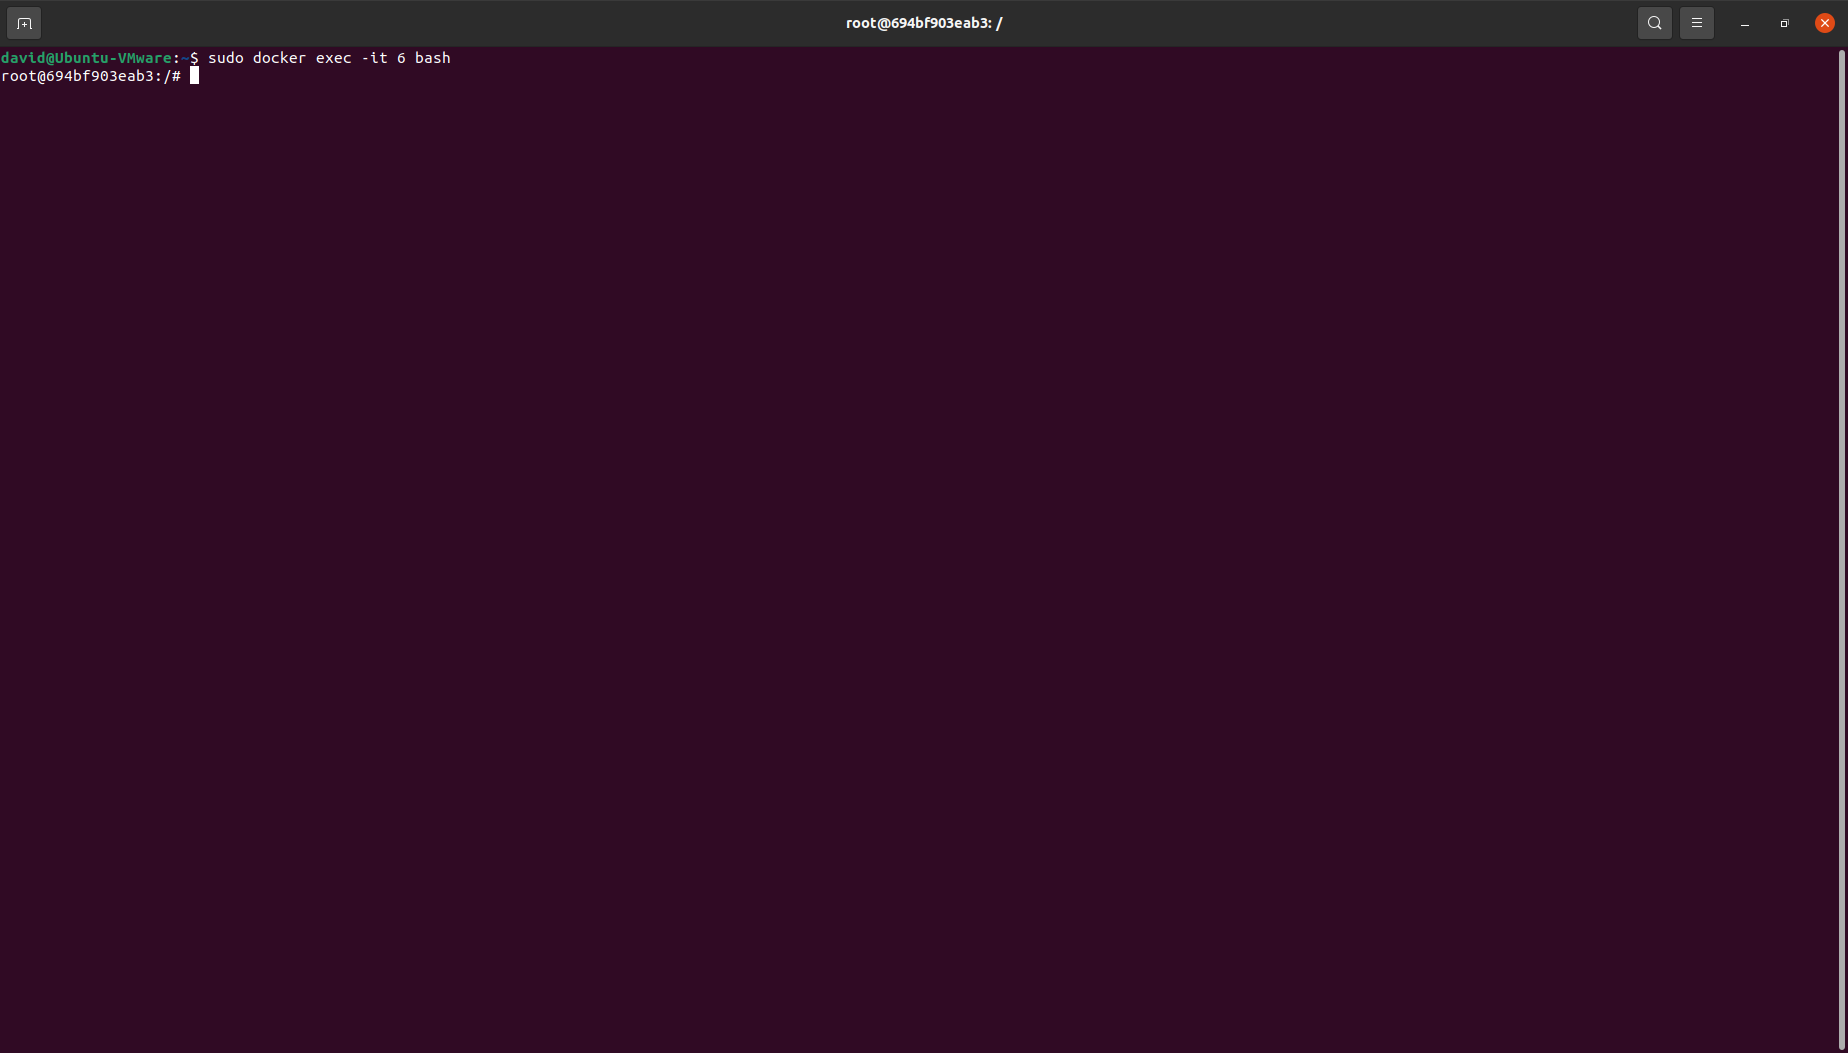 root@694bf903eab3: /
david@Ubuntu-VMware:~$ sudo docker exec -it 6 bash
root@694bf903eab3:/#